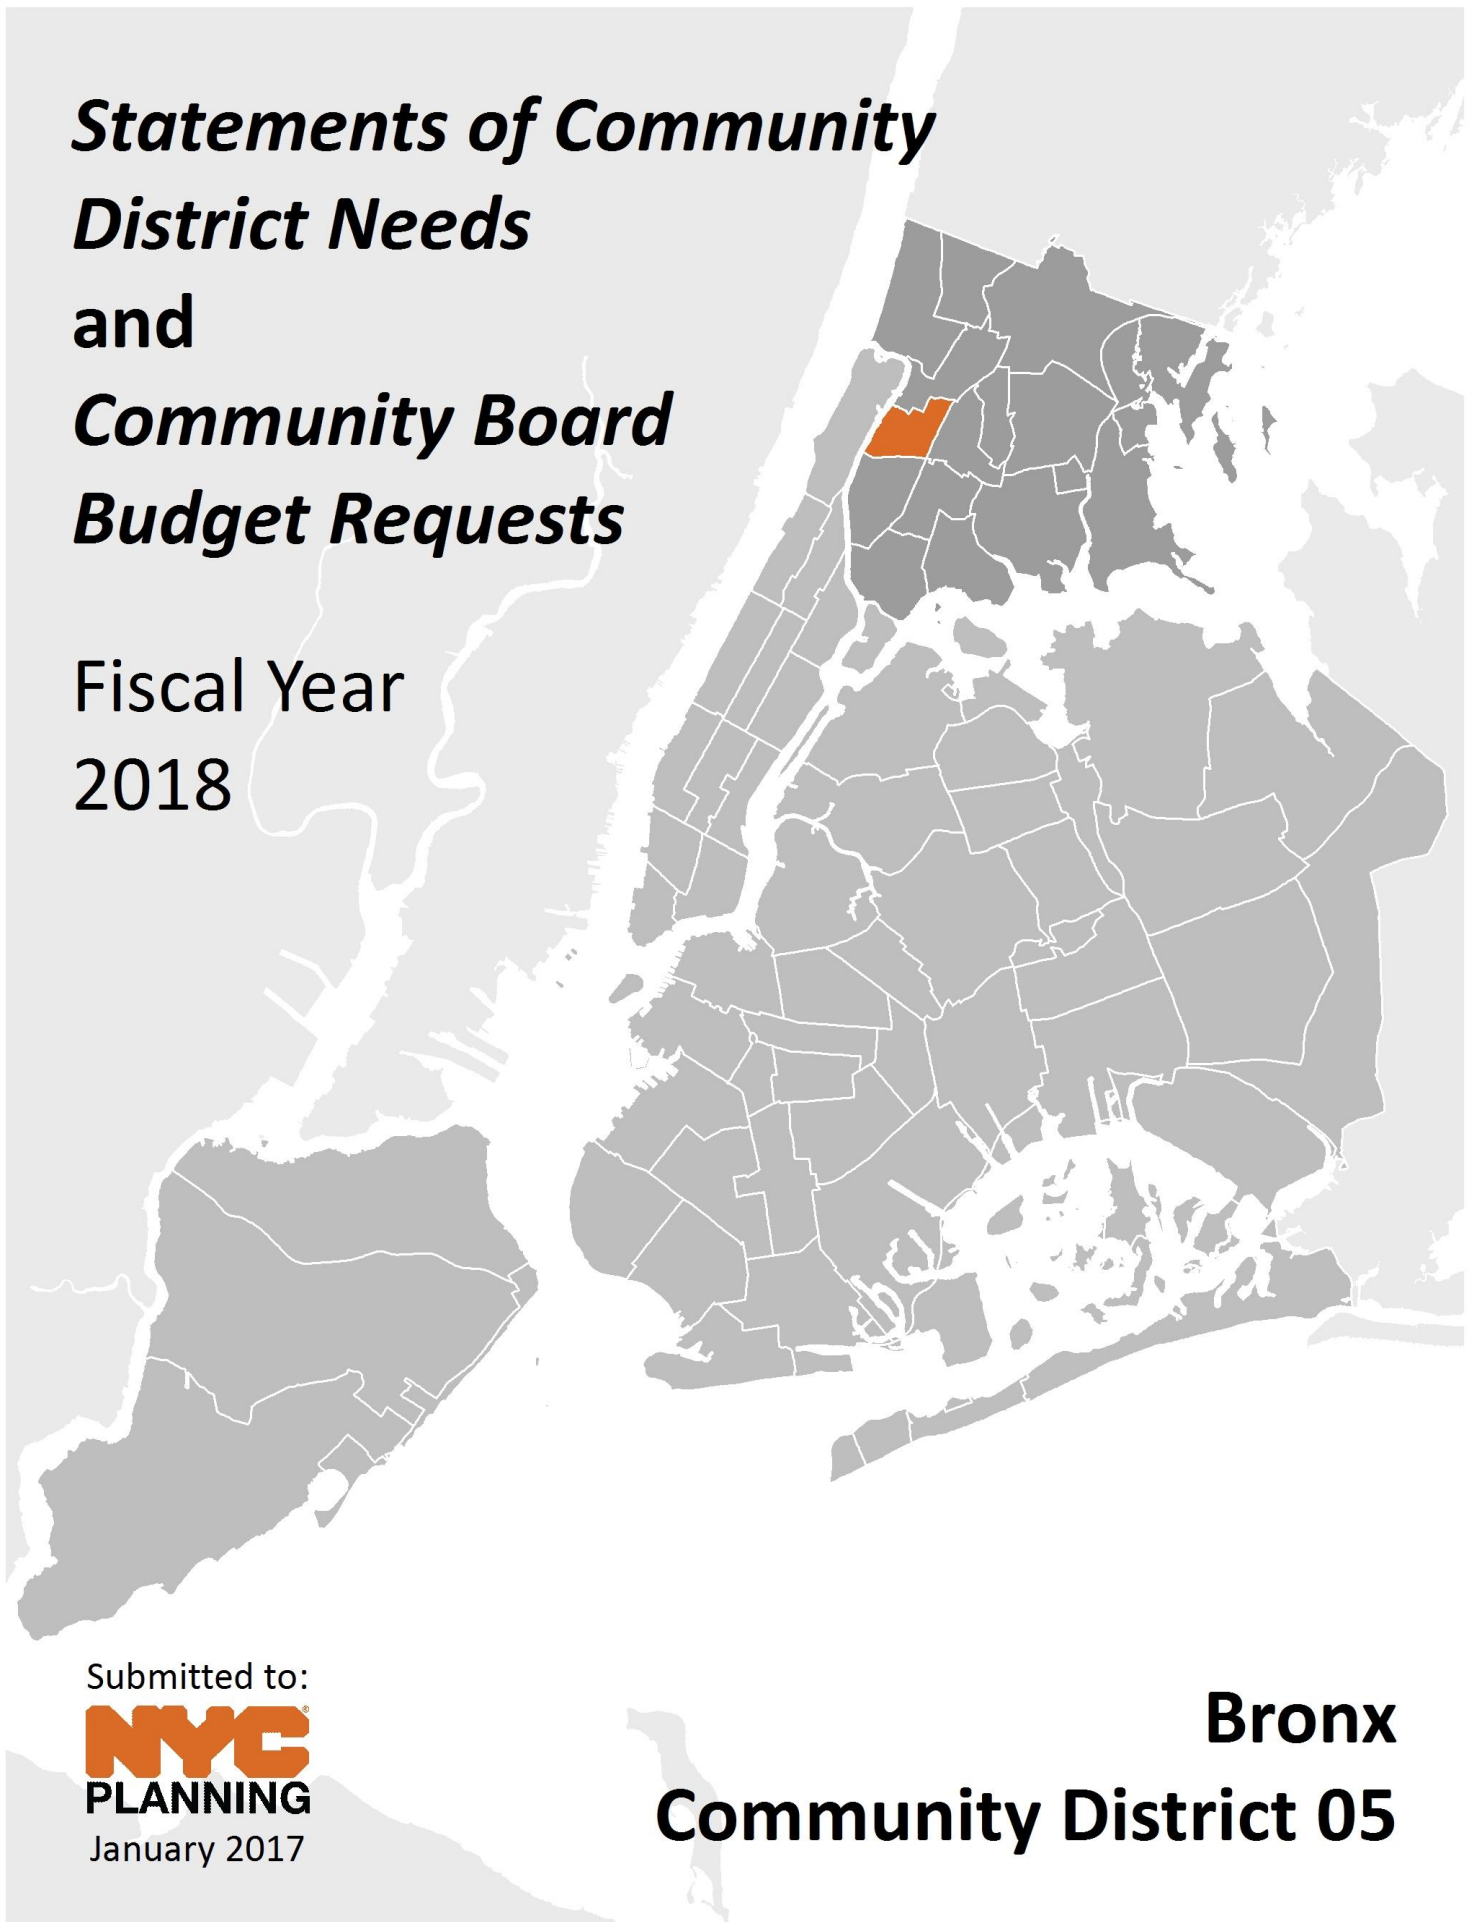 Statements of Community
District Needs
and
Community Board
Budget Requests
Fiscal Year
2018
Submitted to:
NYC®
PLANNING
January 2017
Bronx
Community District 05